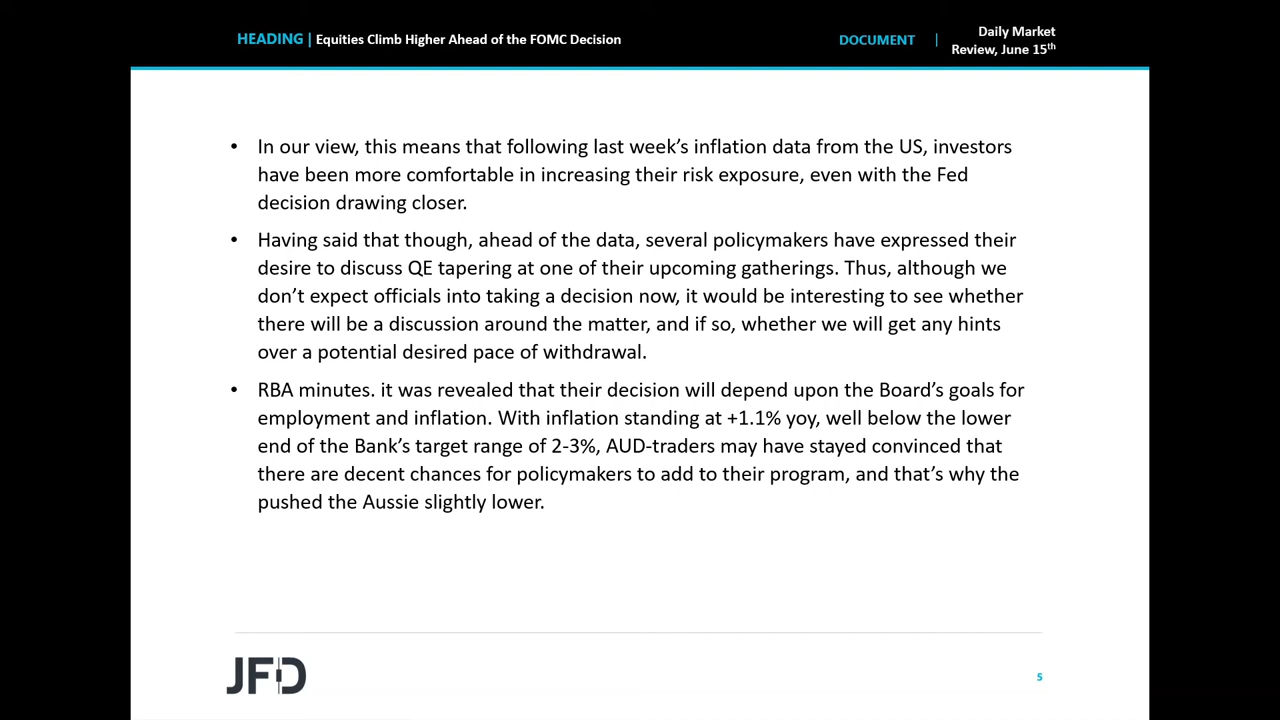 HEADING | Equities Climb Higher Ahead of the FOMC Decision
DOCUMENT | Daily Market
Review, June 15th
• In our view, this means that following last week's inflation data from the US, investors
have been more comfortable in increasing their risk exposure, even with the Fed
decision drawing closer.
• Having said that though, ahead of the data, several policymakers have expressed their
desire to discuss QE tapering at one of their upcoming gatherings. Thus, although we
don't expect officials into taking a decision now, it would be interesting to see whether
there will be a discussion around the matter, and if so, whether we will get any hints
over a potential desired pace of withdrawal.
• RBA minutes. it was revealed that their decision will depend upon the Board's goals for
employment and inflation. With inflation standing at +1.1% yoy, well below the lower
end of the Bank's target range of 2-3%, AUD-traders may have stayed convinced that
there are decent chances for policymakers to add to their program, and that's why the
pushed the Aussie slightly lower.
JFD
5